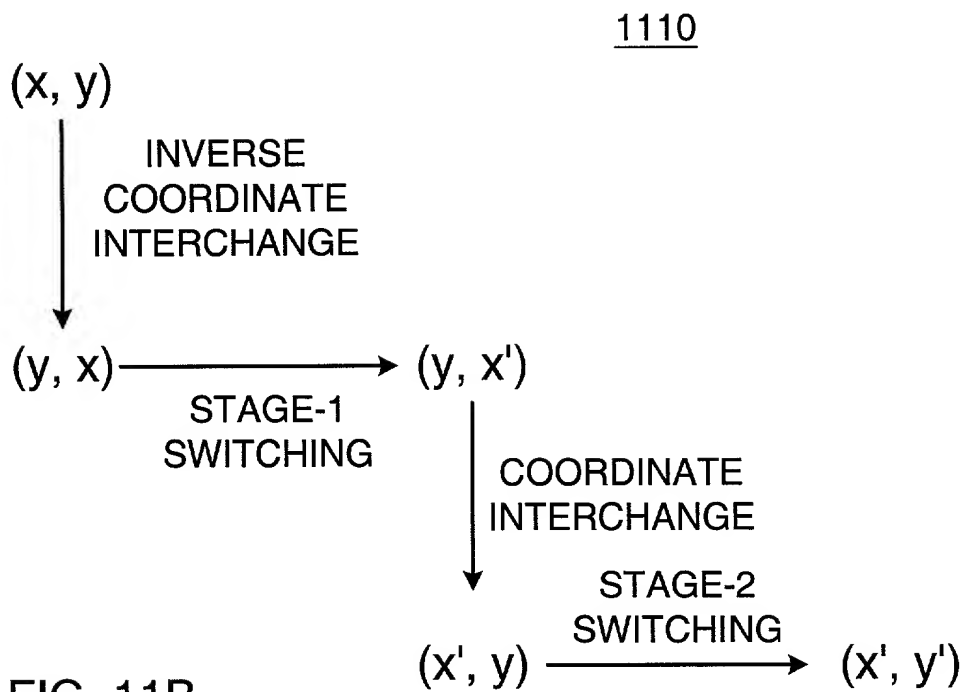 1110
(x, y)
INVERSE
COORDINATE
INTERCHANGE
(y, x)
(y, x')
STAGE-1
SWITCHING
COORDINATE
INTERCHANGE
STAGE-2
SWITCHING
(x', y)
(x', y')
FIG. 11B